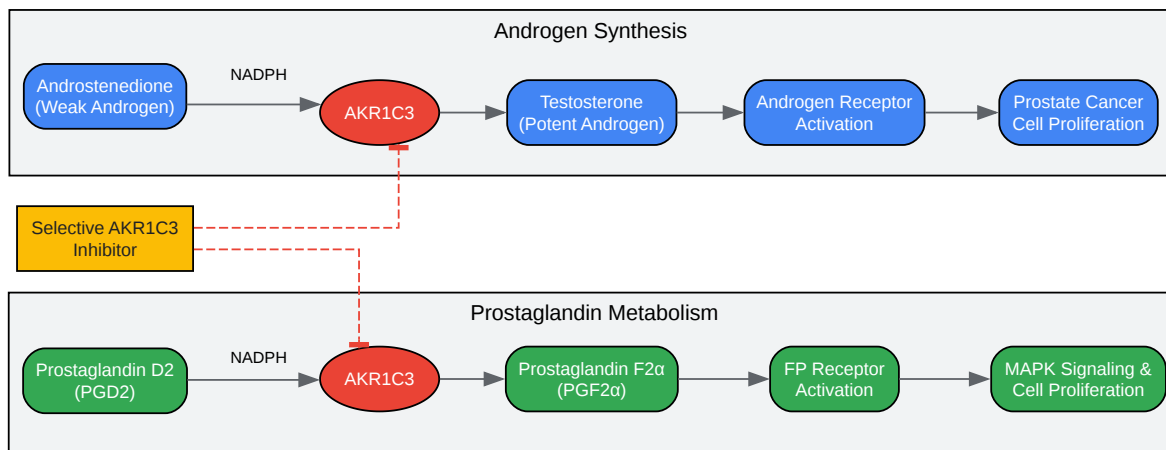 Androgen Synthesis
Androstenedione
(Weak Androgen)
NADPH
AKR1C3
Testosterone
(Potent Androgen)
Androgen Receptor
Activation
Prostate Cancer
Cell Proliferation
Selective AKR1C3
Inhibitor
Prostaglandin Metabolism
Prostaglandin D2
(PGD2)
NADPH
AKR1C3
Prostaglandin F2α
(PGF2α)
FP Receptor
Activation
MAPK Signaling &
Cell Proliferation